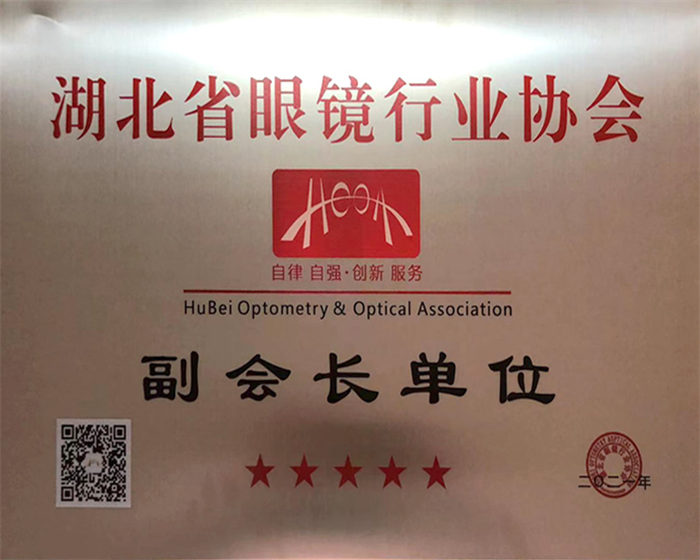 湖北省眼镜行业协会
HOOA
自律 自强·创新 服务
HuBei Optometry & Optical Association
副会长单位
二〇二一年